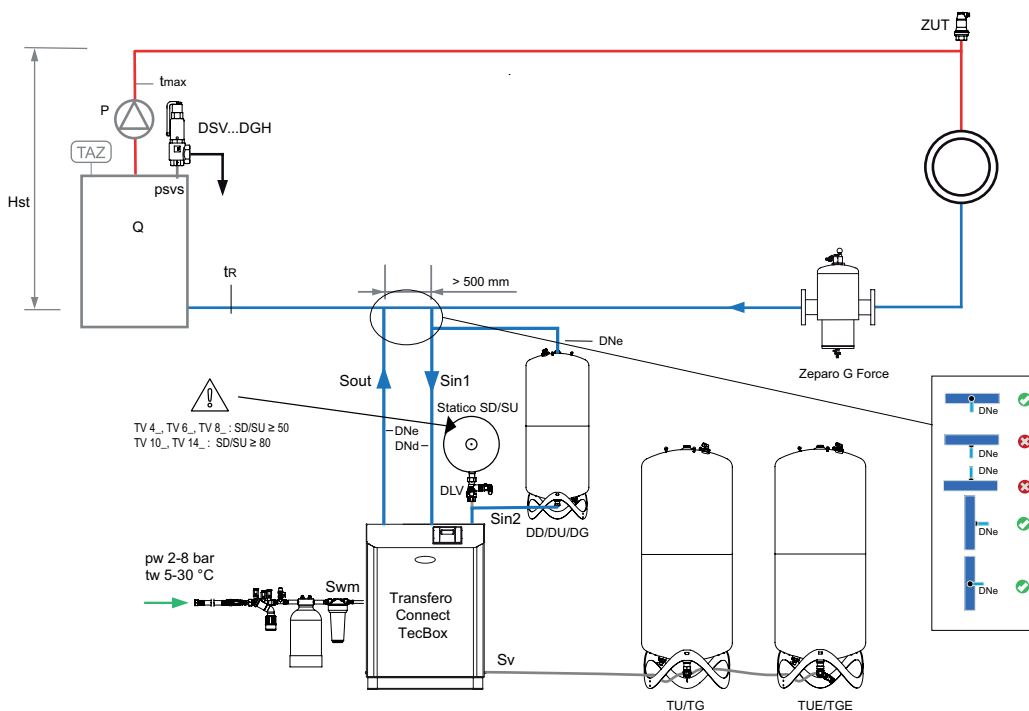 ZUT
tmax
P
DSV...DGH
TAZ
psvs
Hst
Q
tR
> 500 mm
DNe
Zeparo G Force
Sout
Sin1
Statico SD/SU
TV 4_, TV 6_, TV 8_ : SD/SU ≥ 50
TV 10_, TV 14_ : SD/SU ≥ 80
DNe
DNd
DLV
Sin2
DD/DU/DG
DNe
DNe
DNe
DNe
DNe
pw 2-8 bar
tw 5-30 °C
Swm
Transfero
Connect
TecBox
Sv
TU/TG
TUE/TGE